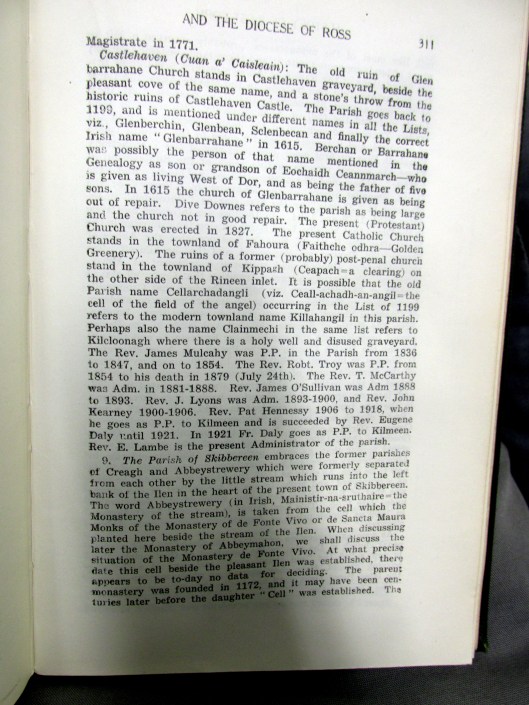 AND THE DIOCESE OF ROSS 311
Magistrate in 1771.
Castlehaven (Cuan a' Caisleain): The old ruin of Glen
barrahane Church stands in Castlehaven graveyard, beside the
pleasant cove of the same name, and a stone's throw from the
historic ruins of Castlehaven Castle. The Parish goes back to
1199, and is mentioned under different names in all the Lists,
viz., Glenberchin, Glenbean, Selenbecan and finally the correct
Irish name "Glenbarrahane" in 1615. Berchan or Barrahane
was possibly the person of that name mentioned in the
Genealogy as son or grandson of Eochaidh Ceannmarch—who
is given as living West of Dor, and as being the father of five
sons. In 1615 the church of Glenbarrahane is given as being
out of repair. Dive Downes refers to the parish as being large
and the church not in good repair. The present (Protestant)
Church was erected in 1827. The present Catholic Church
stands in the townland of Fahoura (Faithche odhra—Golden
Greenery). The ruins of a former (probably) post-penal church
stand in the townland of Kippagh (Ceapach=a clearing) on
the other side of the Rineen inlet. It is possible that the old
Parish name Cellarchadangli (viz. Ceall-achadh-an-angil=the
cell of the field of the angel) occurring in the List of 1199
refers to the modern townland name Killahangil in this parish.
Perhaps also the name Clainmechi in the same list refers to
Kilcloonagh where there is a holy well and disused graveyard.
The Rev. James Mulcahy was P.P. in the Parish from 1836
to 1847, and on to 1854. The Rev. Robt. Troy was P.P. from
1854 to his death in 1879 (July 24th). The Rev. T. McCarthy
was Adm. in 1881-1888. Rev. James O'Sullivan was Adm 1888
to 1893. Rev. J. Lyons was Adm. 1893-1900, and Rev. John
Kearney 1900-1906. Rev. Pat Hennessy 1906 to 1918, when
he goes as P.P. to Kilmeen and is succeeded by Rev. Eugene
Daly until 1921. In 1921 Fr. Daly goes as P.P. to Kilmeen.
Rev. E. Lambe is the present Administrator of the parish.
9. The Parish of Skibbereen embraces the former parishes
of Creagh and Abbeystrewery which were formerly separated
from each other by the little stream which runs into the left
bank of the Ilen in the heart of the present town of Skibbereen.
The word Abbeystrewery (in Irish, Mainistir-na-sruthaire=the
Monastery of the stream), is taken from the cell which the
Monks of the Monastery of de Fonte Vivo or de Sancta Maura
planted here beside the stream of the Ilen. When discussing
later the Monastery of Abbeymahon, we shall discuss the
situation of the Monastery de Fonte Vivo. At what precise
date this cell beside the pleasant Ilen was established, there
appears to be to-day no data for deciding. The parent
monastery was founded in 1172, and it may have been cen-
turies later before the daughter "Cell" was established. The